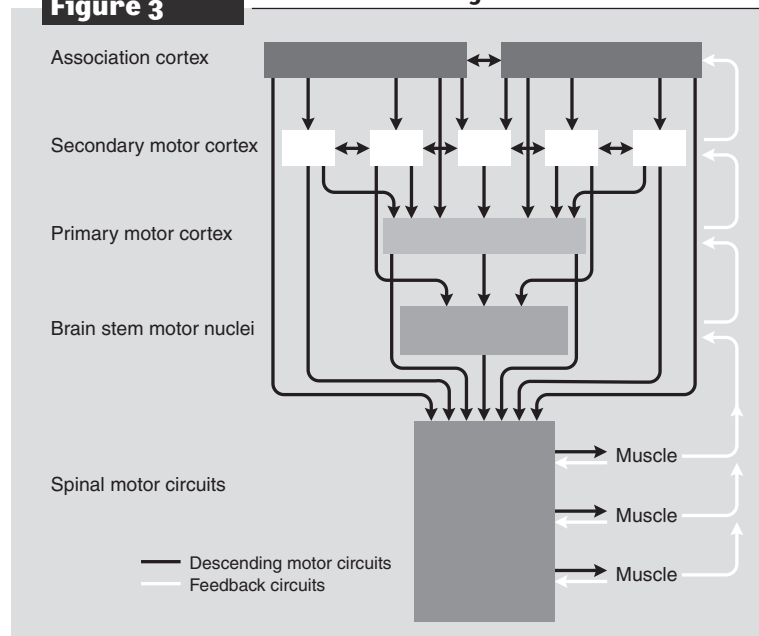 Figure 3
Association cortex
Secondary motor cortex
Primary motor cortex
Brain stem motor nuclei
Spinal motor circuits
Muscle
Muscle
Muscle
Descending motor circuits
Feedback circuits